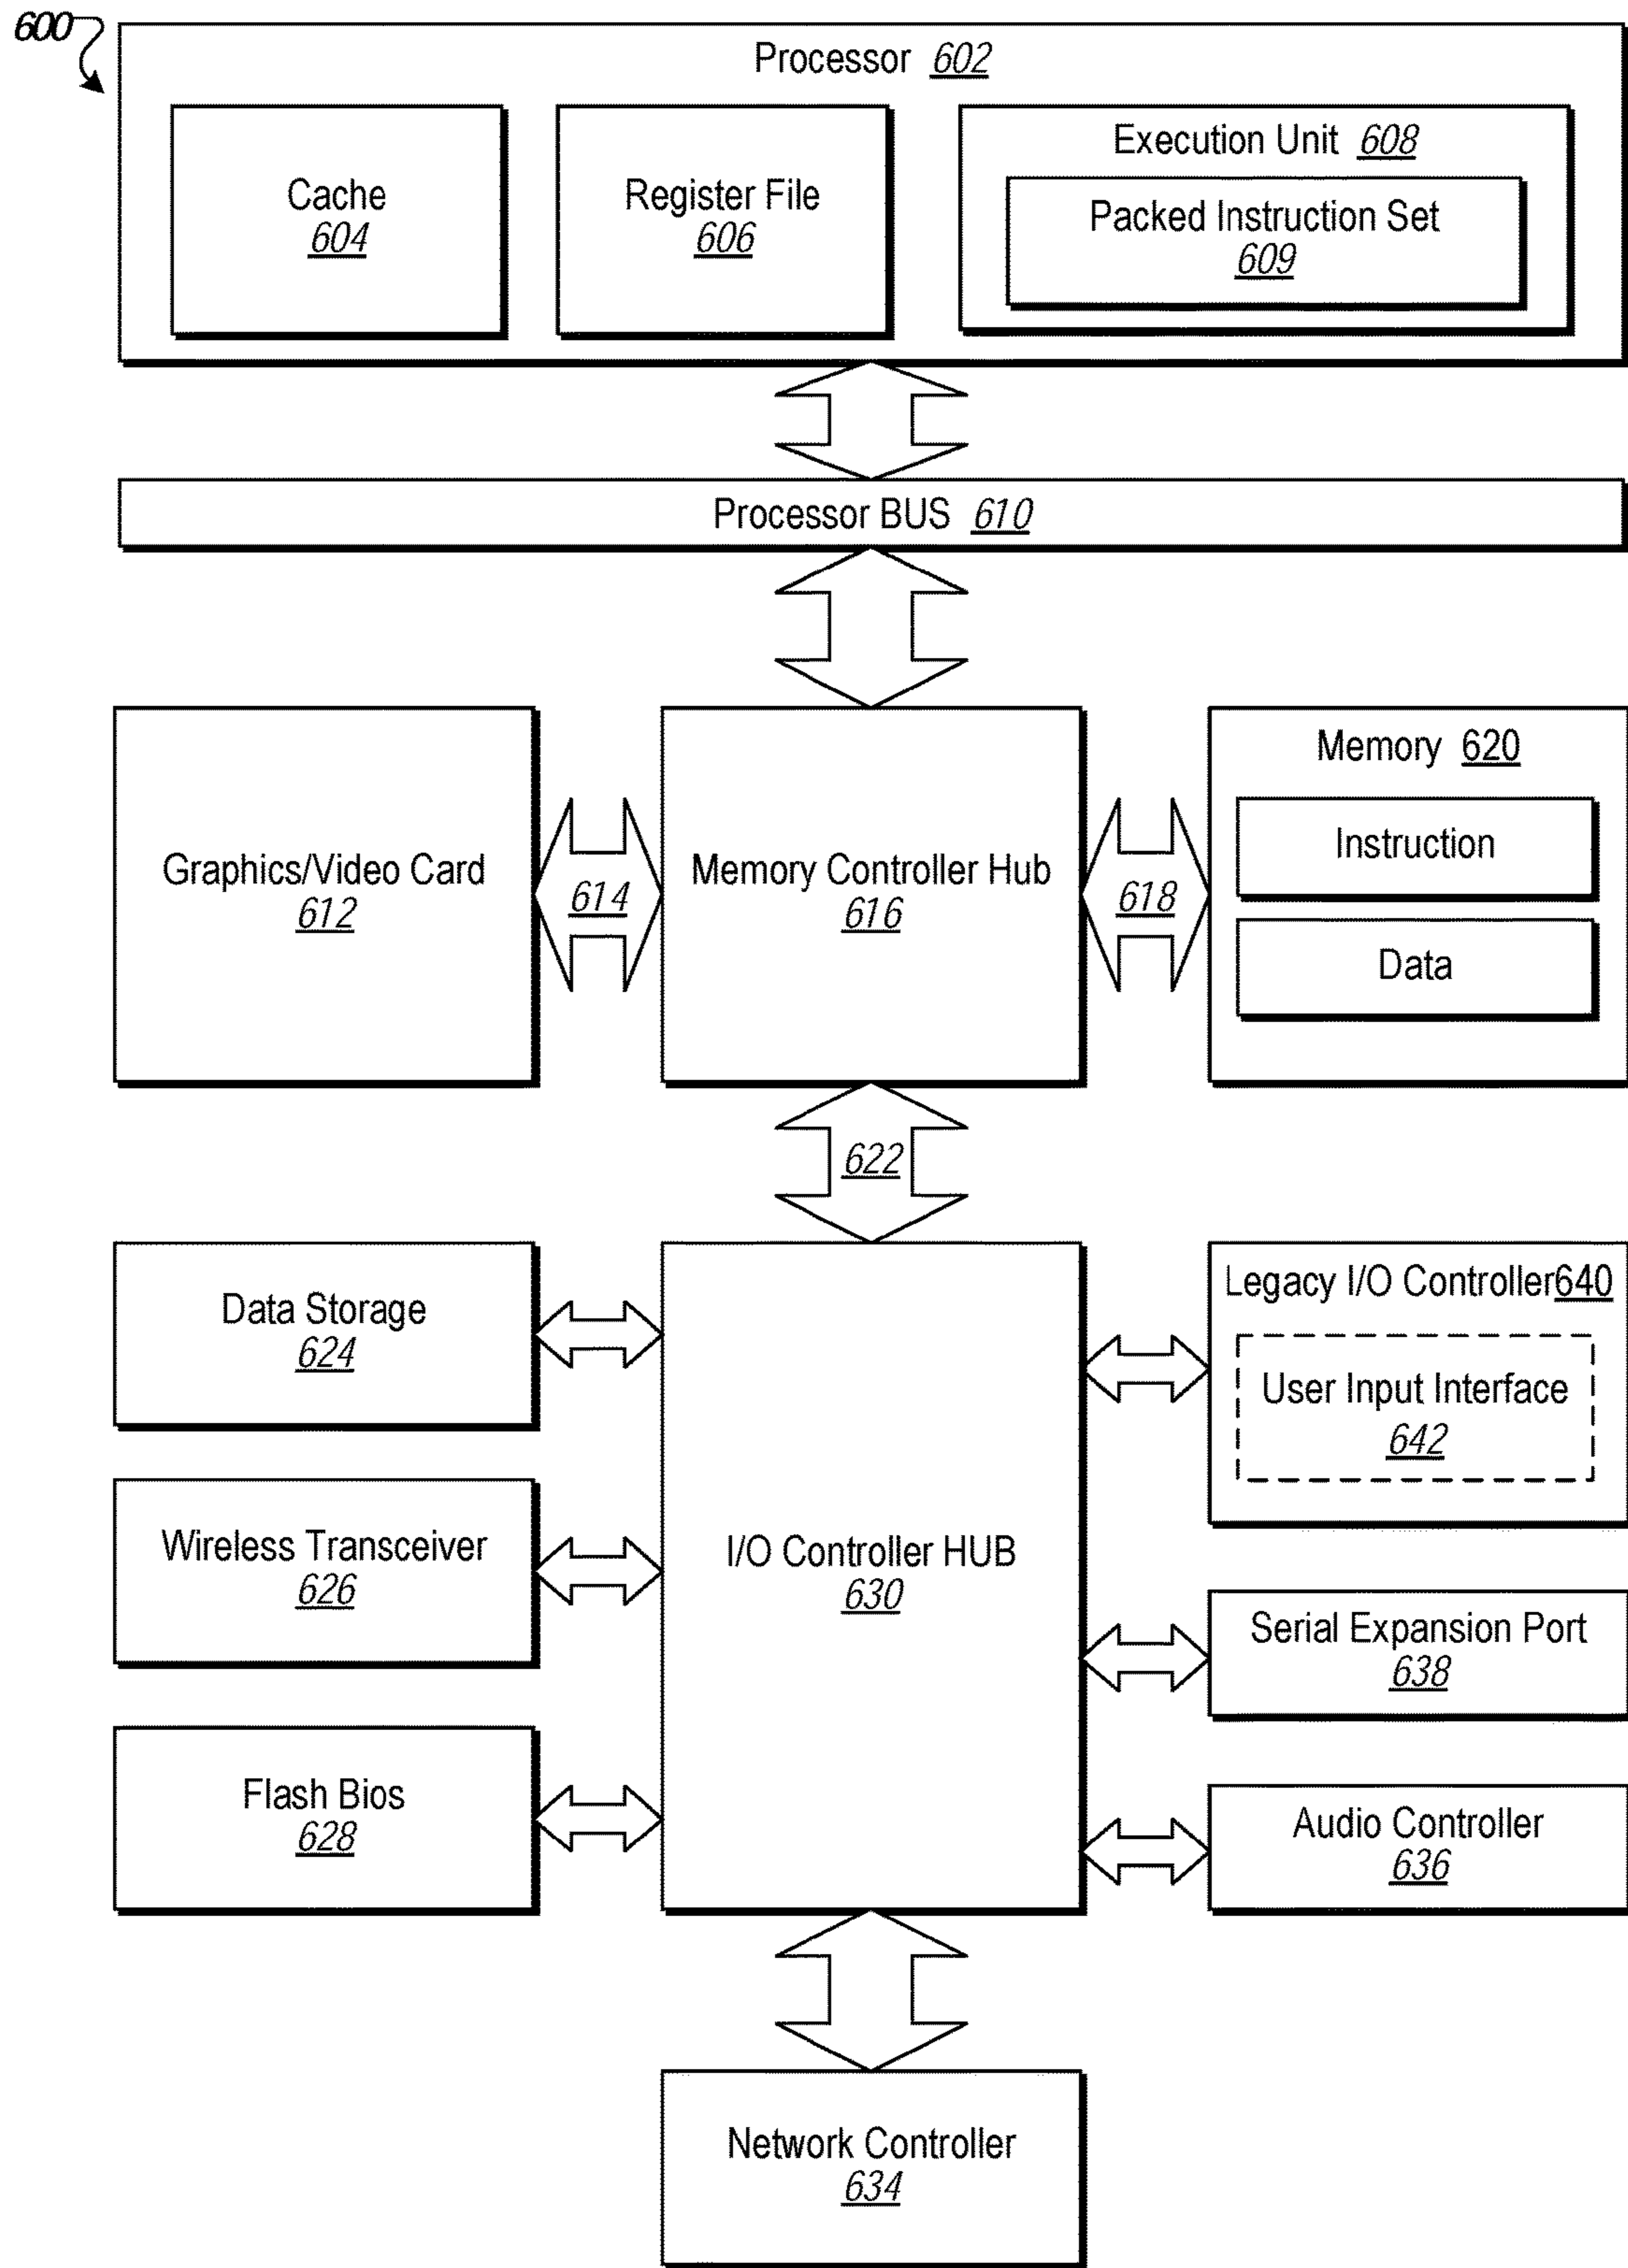 600
Processor 602
Cache
604
Register File
606
Execution Unit 608
Packed Instruction Set
609
Processor BUS 610
Graphics/Video Card
612
614
Memory Controller Hub
616
618
Memory 620
Instruction
Data
622
Data Storage
624
Wireless Transceiver
626
Flash Bios
628
I/O Controller HUB
630
Legacy I/O Controller640
User Input Interface
642
Serial Expansion Port
638
Audio Controller
636
Network Controller
634